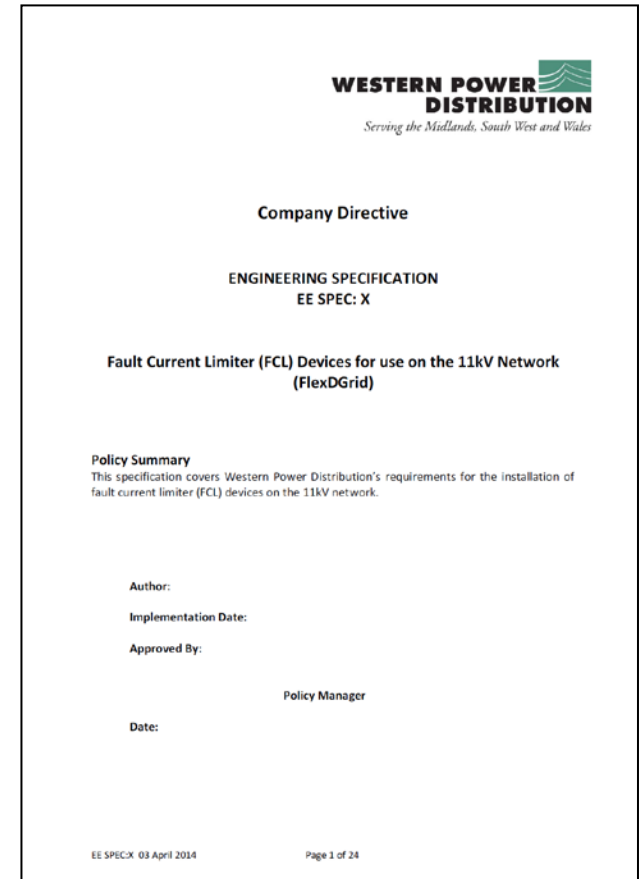 WESTERN POWER
DISTRIBUTION
Serving the Midlands, South West and Wales
Company Directive
ENGINEERING SPECIFICATION
EE SPEC: X
Fault Current Limiter (FCL) Devices for use on the 11kV Network
(FlexDGrid)
Policy Summary
This specification covers Western Power Distribution's requirements for the installation of
fault current limiter (FCL) devices on the 11kV network.
Author:
Implementation Date:
Approved By:
Policy Manager
Date:
EE SPEC:X 03 April 2014 Page 1 of 24